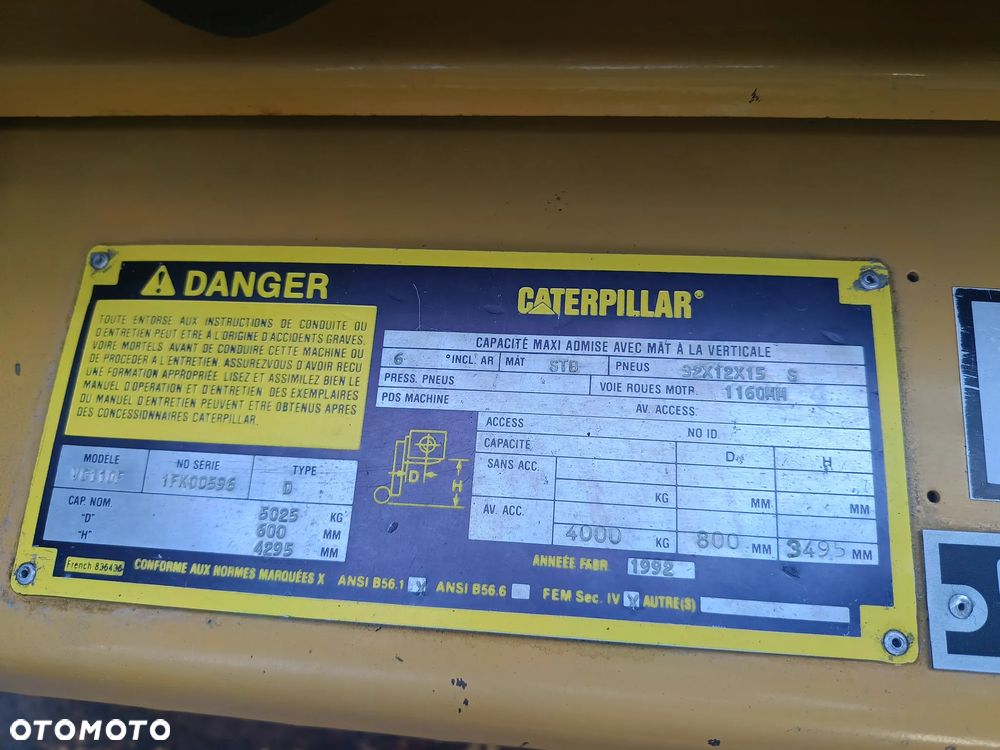 DANGER
TOUTE ENTORSE AUX INSTRUCTIONS DE CONDUITE OU
D'ENTRETIEN PEUT ÊTRE À L'ORIGINE D'ACCIDENTS GRAVES,
VOIRE MORTELS AVANT DE CONDUIRE CETTE MACHINE OU
DE PROCEDER A L'ENTRETIEN. ASSUREZVOUS D'AVOIR REÇU
UNE FORMATION APPROPRIÉE LISEZ ET ASSIMILEZ BIEN LE
MANUEL D'OPERATION ET D'ENTRETIEN DES EXEMPLAIRES
DU MANUEL D'ENTRETIEN PEUVENT ETRE OBTENUS APRES
DES CONCESSIONNAIRES CATERPILLAR.
MODELE NO SERIE TYPE
1FK00596 D
CAP. NOM. 5025 KG
"D" 600 MM
"H" 4295 MM
CATERPILLAR®
CAPACITÉ MAXI ADMISE AVEC MÂT À LA VERTICALE
6 °INCL. AR MÂT STD PNEUS S
PRESS. PNEUS VOIE ROUES MOTR. 1160MM
PDS MACHINE AV. ACCESS.
ACCESS NO ID.
CAPACITÉ D H
SANS ACC. KG MM MM
AV. ACC. 4000 KG 800 MM 3495 MM
D H
ANNÉE FABR. 1992
French
CONFORME AUX NORMES MARQUÉES X ANSI B56.1 X ANSI B56.6 FEM Sec. IV X AUTRE(S)
OTOMOTO